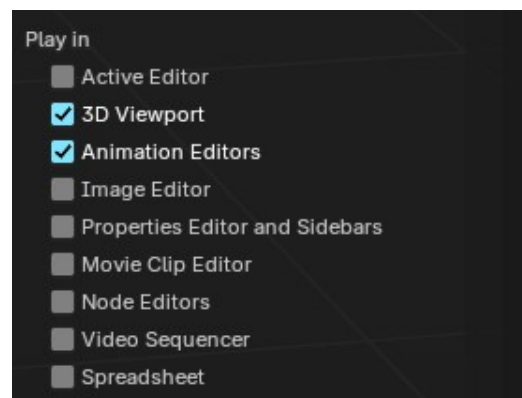 Play in
Active Editor
3D Viewport
Animation Editors
Image Editor
Properties Editor and Sidebars
Movie Clip Editor
Node Editors
Video Sequencer
Spreadsheet